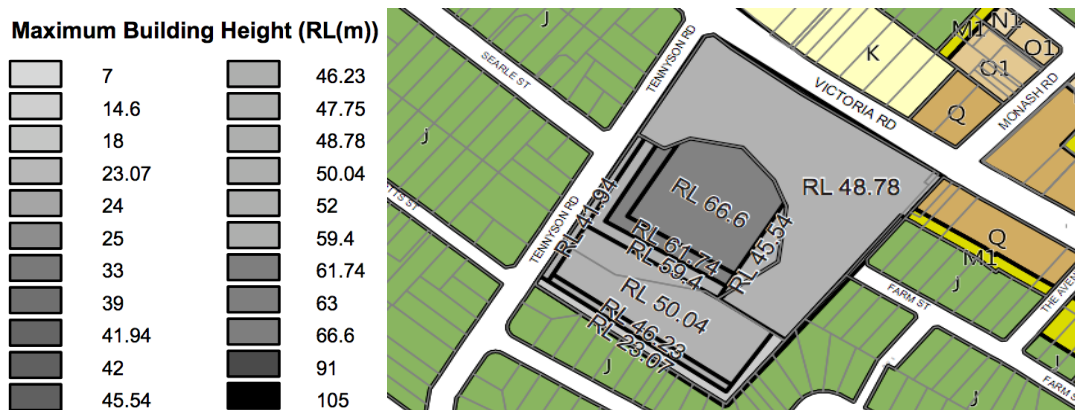 Maximum Building Height (RL(m))
7
14.6
18
23.07
24
25
33
39
41.94
42
45.54
46.23
47.75
48.78
50.04
52
59.4
61.74
63
66.6
91
105
J
SEARLE ST
TENNYSON RD
K
M1
N1
O1
O1
VICTORIA RD
Q
MONASH RD
J
RL 66.6
RL 48.78
RL 41.94
RL 61.74
RL 45.54
RL 59.4
TENNYSON RD
Q
M1
J
FARM ST
THE AVEN
RL 50.04
RL 46.23
RL 23.07
J
J
FARM S